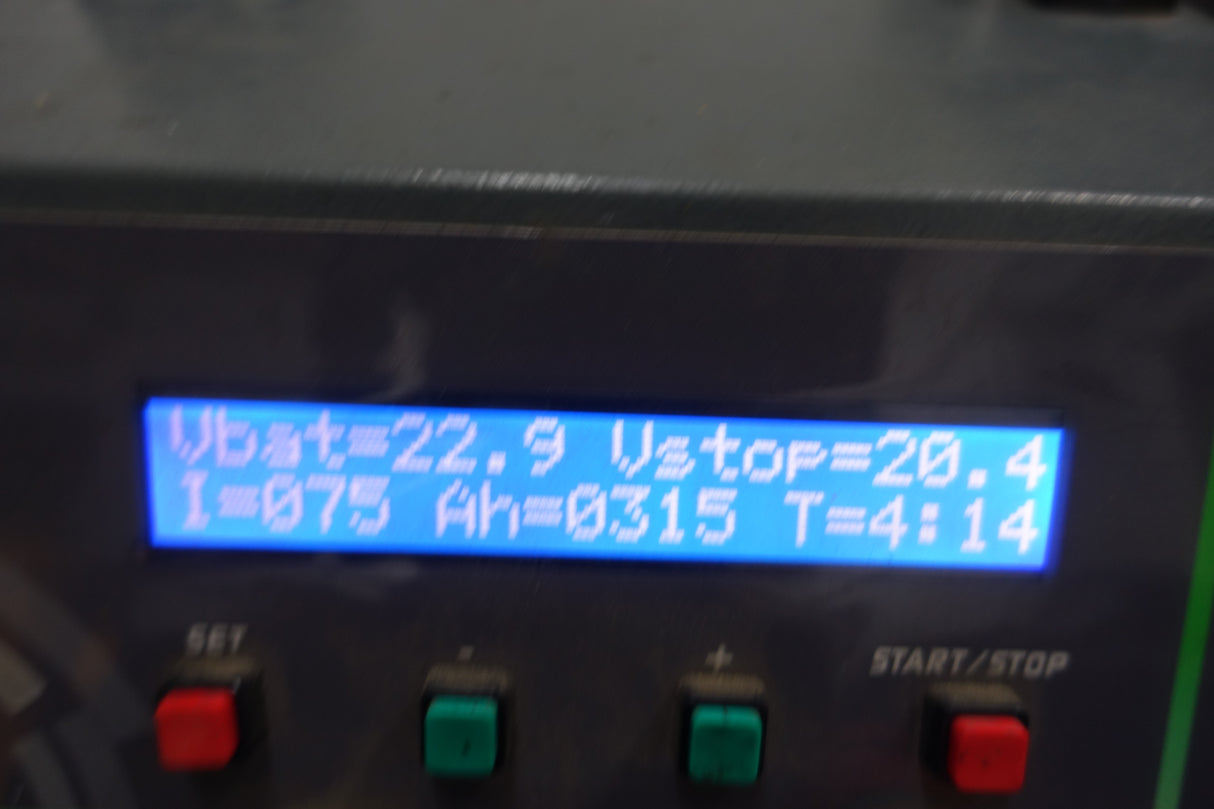 Vbat=22.9 Vstop=20.4
I=075 Ah=0315 T=4:14
SET - + START/STOP